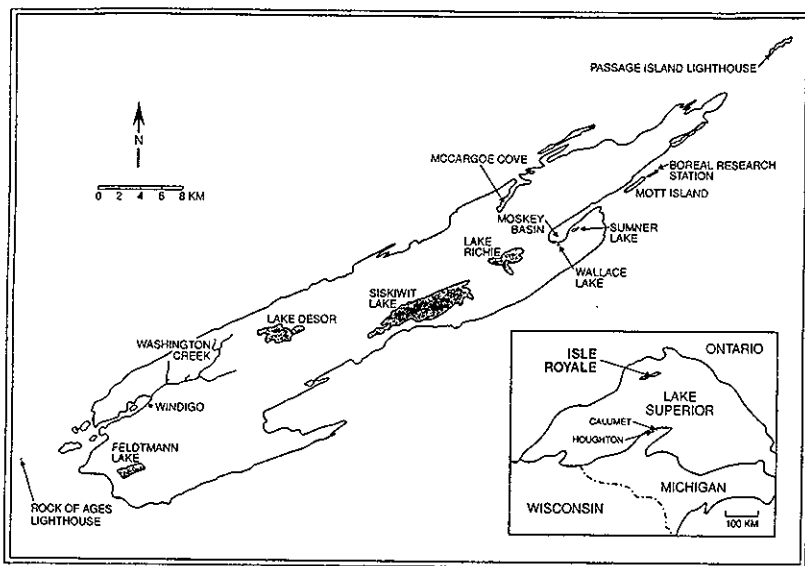 PASSAGE ISLAND LIGHTHOUSE
N
0 2 4 6 8 KM
MCCARGOE COVE
BOREAL RESEARCH
STATION
MOTT ISLAND
MOSKEY
BASIN
SUMNER
LAKE
LAKE
RICHIE
WALLACE
LAKE
SISKIWIT
LAKE
LAKE DESOR
WASHINGTON
CREEK
WINDIGO
FELDTMANN
LAKE
ROCK OF AGES
LIGHTHOUSE
ISLE
ROYALE
ONTARIO
LAKE
SUPERIOR
CALUMET
HOUGHTON
MICHIGAN
WISCONSIN
100 KM